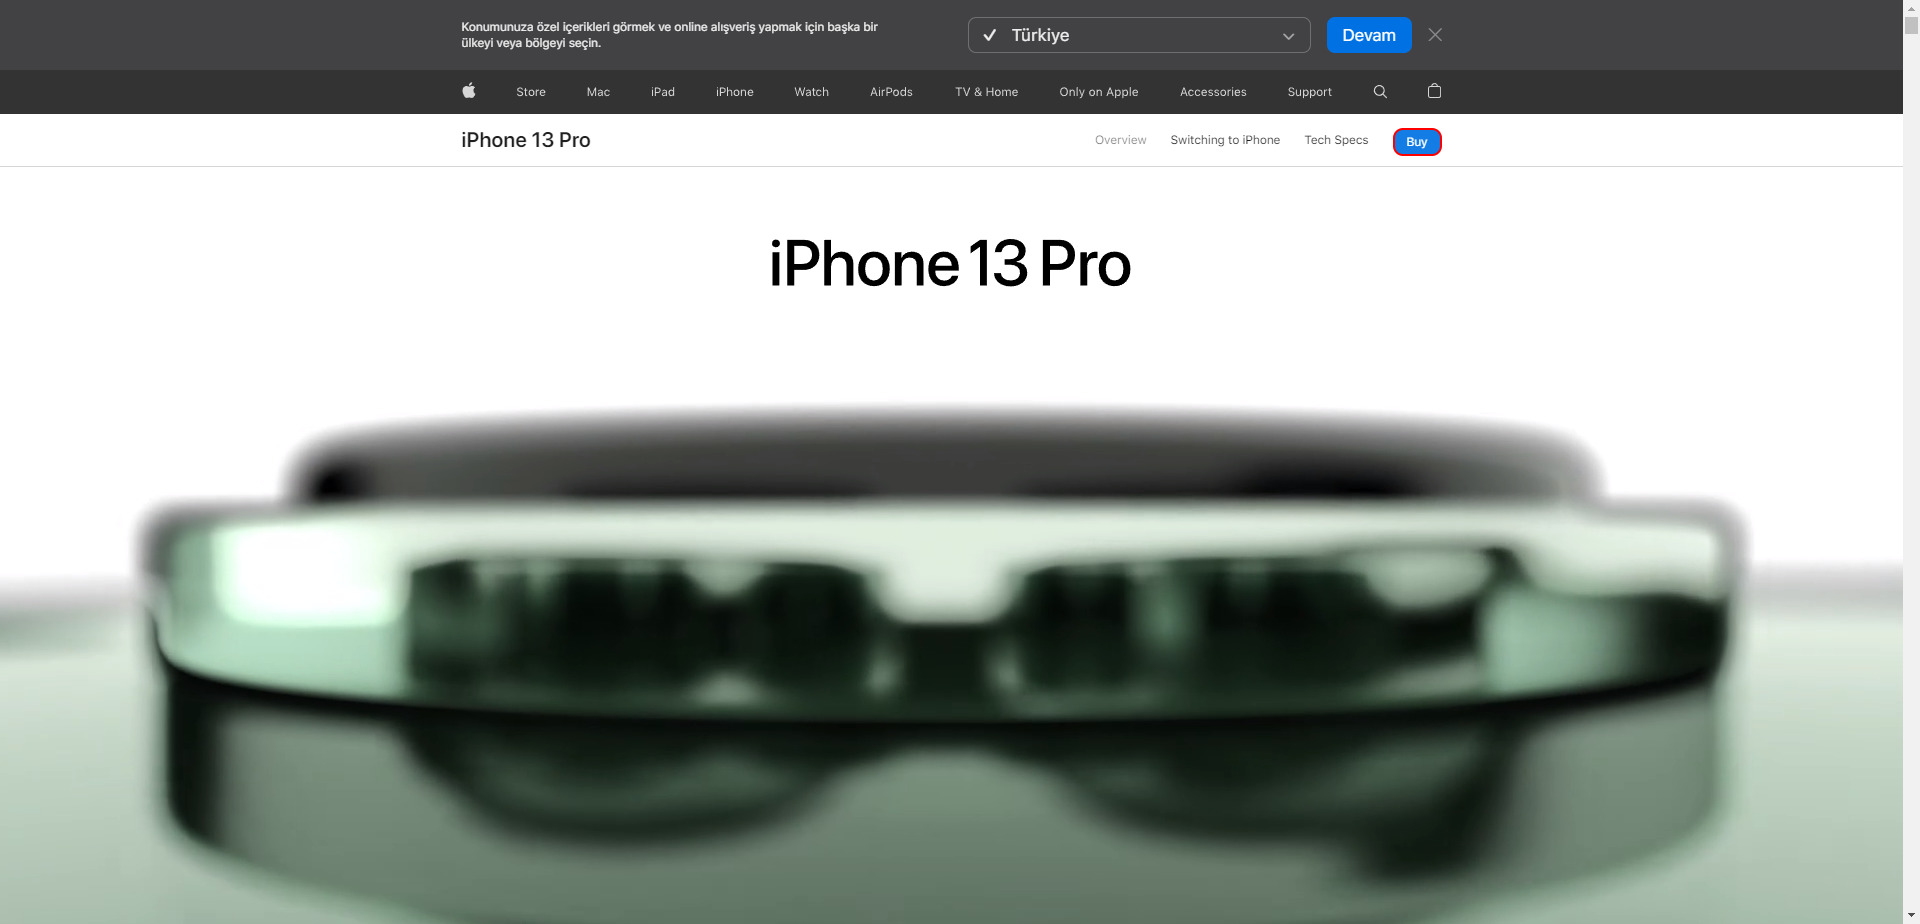 Konumunuza özel içerikleri görmek ve online alışveriş yapmak için başka bir
ülkeyi veya bölgeyi seçin.
Türkiye
Devam
Store Mac iPad iPhone Watch AirPods TV & Home Only on Apple Accessories Support
iPhone 13 Pro
Overview Switching to iPhone Tech Specs Buy
iPhone 13 Pro